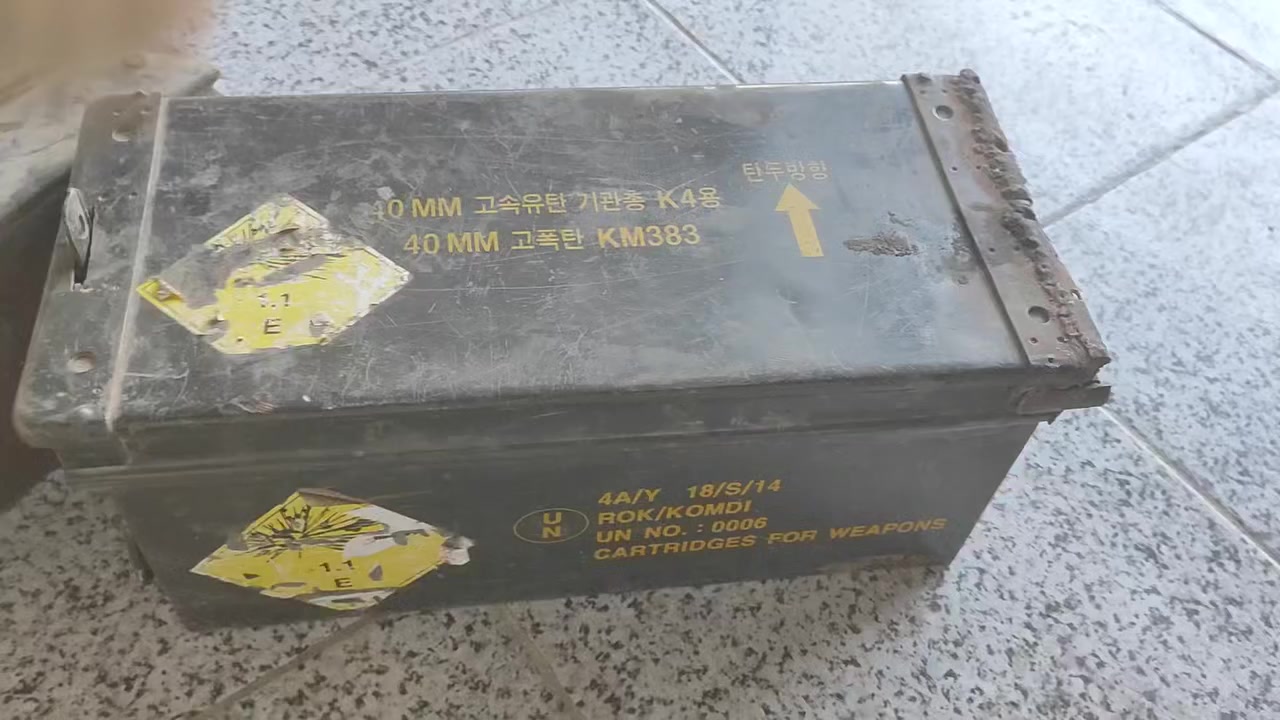 40 MM 고속유탄 기관총 K4용
40 MM 고폭탄 KM383
탄두방향
1.1
E
UN
4A/Y 18/S/14
ROK/KOMDI
UN NO. : 0006
CARTRIDGES FOR WEAPONS
1.1
E